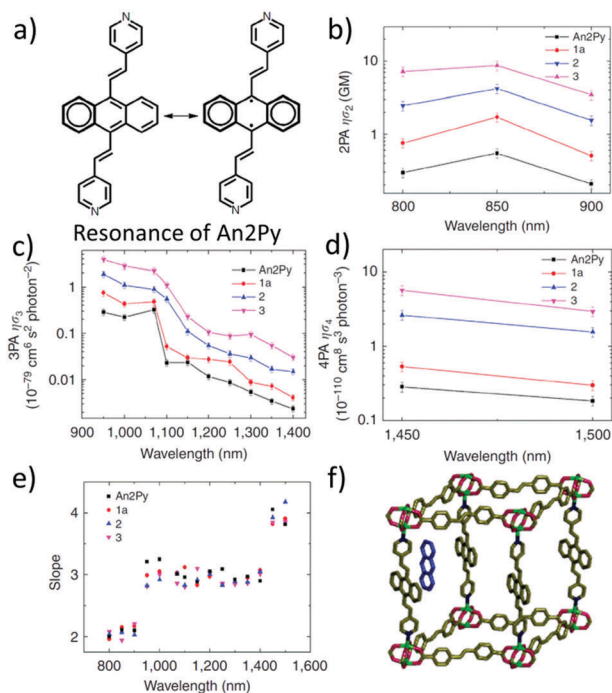 a)
N
N
N
N
Resonance of An2Py
b)
2PA ησ₂ (GM)
10
1
800
850
900
Wavelength (nm)
An2Py
1a
2
3
c)
3PA ησ₃
(10⁻⁷⁹ cm⁶ s² photon⁻²)
1
0.1
0.01
900
1,000
1,100
1,200
1,300
1,400
Wavelength (nm)
An2Py
1a
2
3
d)
4PA ησ₄
(10⁻¹¹⁰ cm⁸ s³ photon⁻³)
10
1
0.1
1,450
1,500
Wavelength (nm)
An2Py
1a
2
3
e)
Slope
4
3
2
800
1,000
1,200
1,400
1,600
Wavelength (nm)
An2Py
1a
2
3
f)